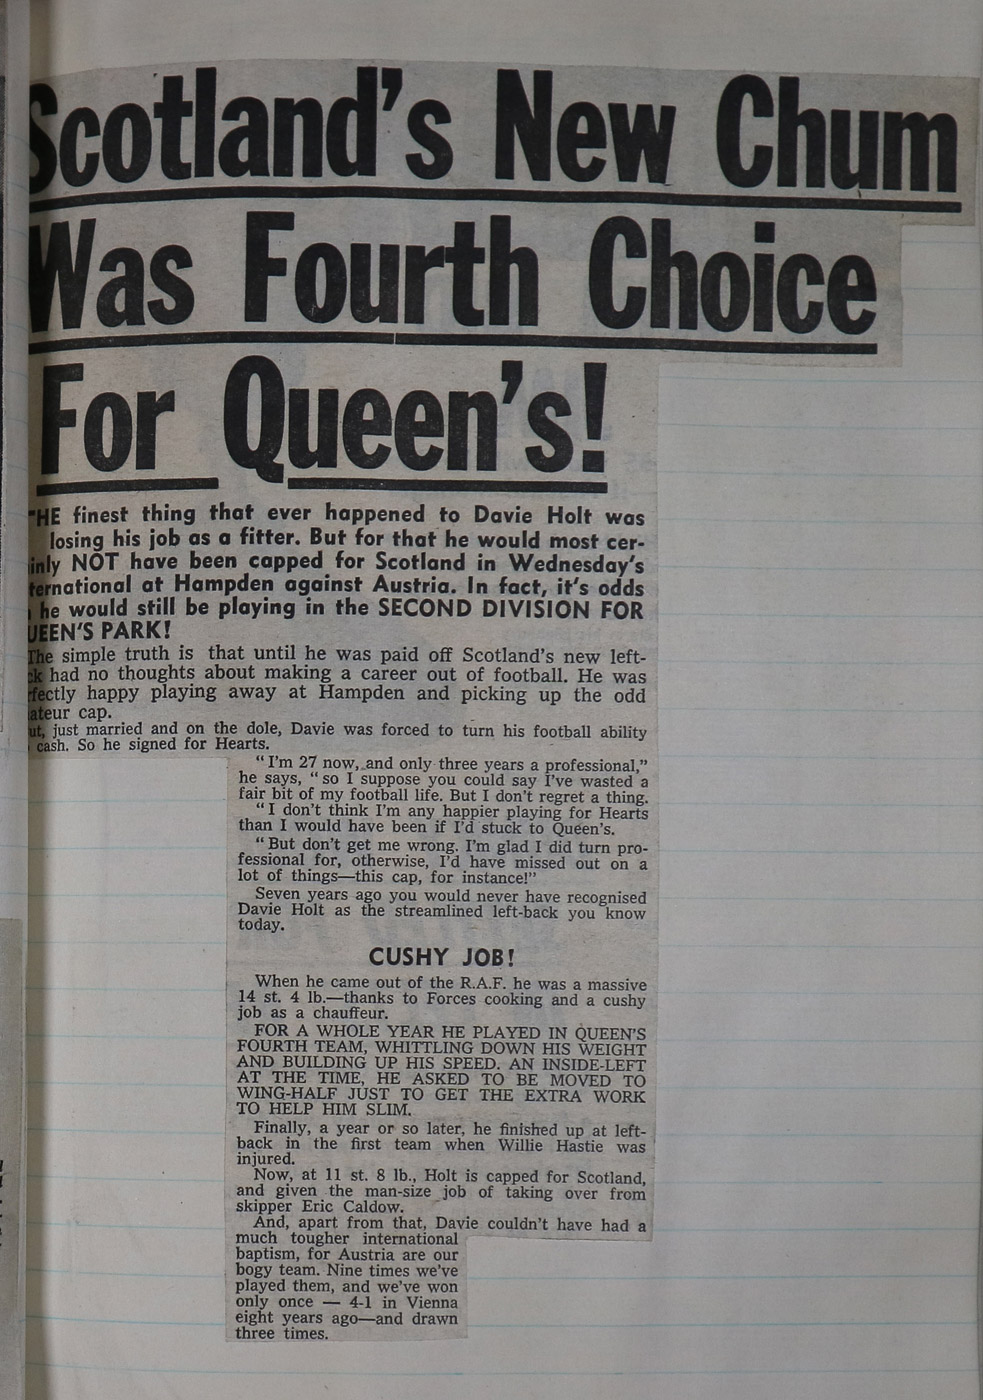 Scotland's New Chum
Was Fourth Choice
For Queen's!
HE finest thing that ever happened to Davie Holt was
losing his job as a fitter. But for that he would most cer-
inly NOT have been capped for Scotland in Wednesday's
ternational at Hampden against Austria. In fact, it's odds
he would still be playing in the SECOND DIVISION FOR
UEEN'S PARK!
The simple truth is that until he was paid off Scotland's new left-
ck had no thoughts about making a career out of football. He was
rfectly happy playing away at Hampden and picking up the odd
ateur cap.
ut, just married and on the dole, Davie was forced to turn his football ability
cash. So he signed for Hearts.
"I'm 27 now, and only three years a professional,"
he says, "so I suppose you could say I've wasted a
fair bit of my football life. But I don't regret a thing.
"I don't think I'm any happier playing for Hearts
than I would have been if I'd stuck to Queen's.
"But don't get me wrong. I'm glad I did turn pro-
fessional for, otherwise, I'd have missed out on a
lot of things—this cap, for instance!"
Seven years ago you would never have recognised
Davie Holt as the streamlined left-back you know
today.
CUSHY JOB!
When he came out of the R.A.F. he was a massive
14 st. 4 lb.—thanks to Forces cooking and a cushy
job as a chauffeur.
FOR A WHOLE YEAR HE PLAYED IN QUEEN'S
FOURTH TEAM, WHITTLING DOWN HIS WEIGHT
AND BUILDING UP HIS SPEED. AN INSIDE-LEFT
AT THE TIME, HE ASKED TO BE MOVED TO
WING-HALF JUST TO GET THE EXTRA WORK
TO HELP HIM SLIM.
Finally, a year or so later, he finished up at left-
back in the first team when Willie Hastie was
injured.
Now, at 11 st. 8 lb., Holt is capped for Scotland,
and given the man-size job of taking over from
skipper Eric Caldow.
And, apart from that, Davie couldn't have had a
much tougher international
baptism, for Austria are our
bogy team. Nine times we've
played them, and we've won
only once — 4-1 in Vienna
eight years ago—and drawn
three times.